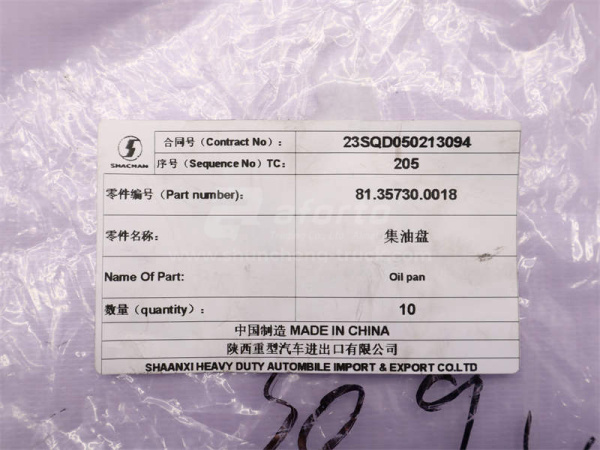 SHACMAN
合同号（Contract No）: 23SQD050213094
序号（Sequence No）TC: 205
零件编号（Part number）: 81.35730.0018
aforto
零件名称: 集油盘
Name Of Part: Oil pan
数量（quantity）: 10
中国制造 MADE IN CHINA
陕西重型汽车进出口有限公司
SHAANXI HEAVY DUTY AUTOMBILE IMPORT & EXPORT CO.LTD